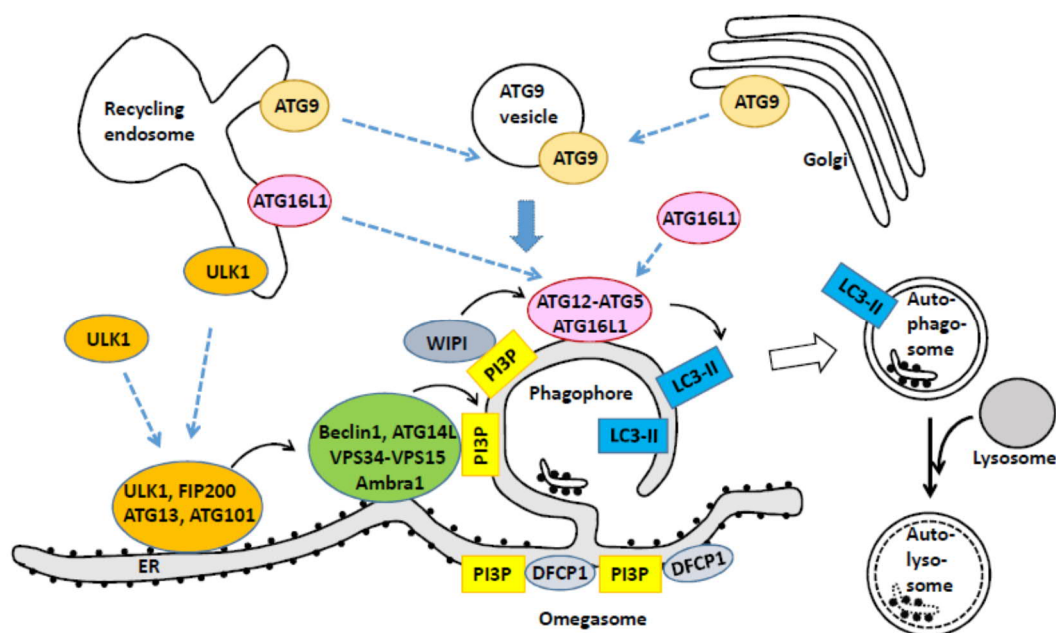 Recycling
endosome
ATG9
ATG9
vesicle
ATG9
ATG9
Golgi
ATG16L1
ATG16L1
ULK1
ULK1
ATG12-ATG5
ATG16L1
WIPI
PI3P
LC3-II
Phagophore
LC3-II
LC3-II
Auto-
phago-
some
Lysosome
Beclin1, ATG14L
VPS34-VPS15
Ambra1
PI3P
ULK1, FIP200
ATG13, ATG101
ER
PI3P
DFCP1
PI3P
DFCP1
Omegasome
Auto-
lyso-
some